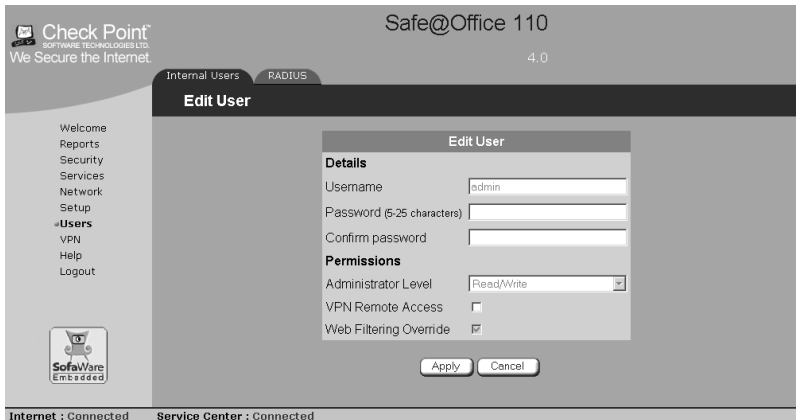 Check Point™
SOFTWARE TECHNOLOGIES LTD.
We Secure the Internet.
Safe@Office 110
4.0
Internal Users
RADIUS
Edit User
Welcome
Reports
Security
Services
Network
Setup
Users
VPN
Help
Logout
Edit User
Details
Username admin
Password (5-25 characters)
Confirm password
Permissions
Administrator Level Read/Write
VPN Remote Access
Web Filtering Override
Apply Cancel
SofaWare
Embedded
Internet : Connected Service Center : Connected